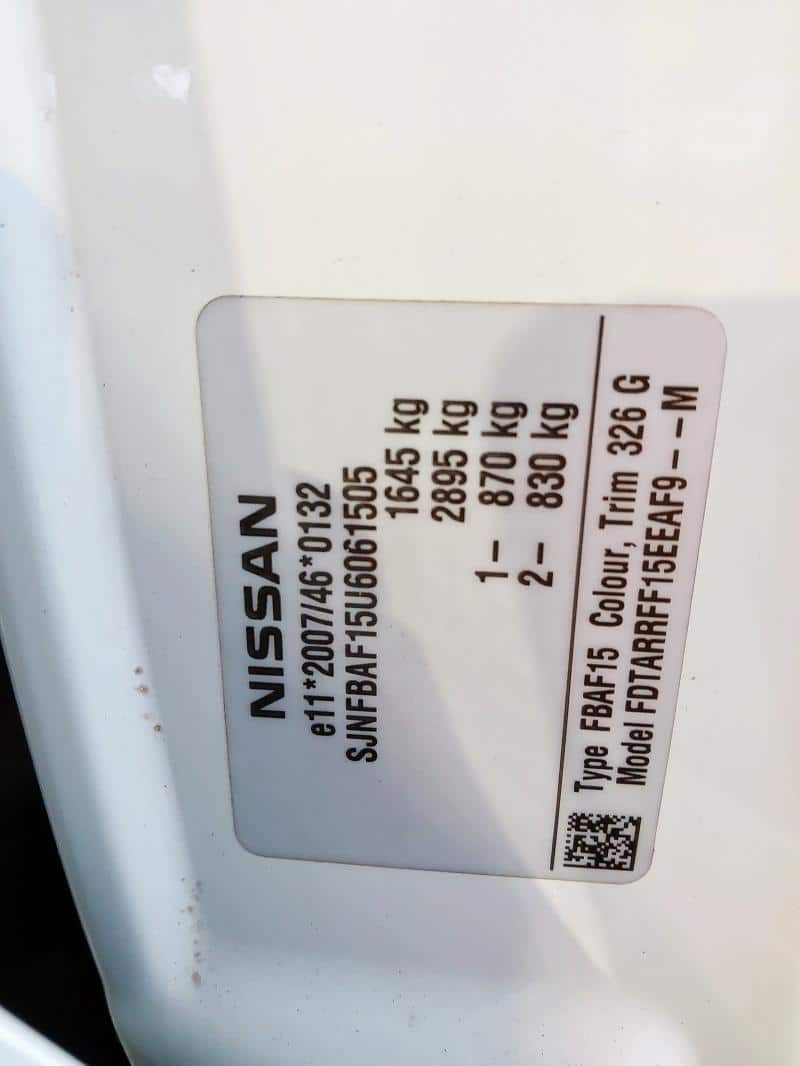 NISSAN
e11*2007/46*0132
SJNFBAF15U6061505
1645 kg
2895 kg
1– 870 kg
2– 830 kg
Type FBAF15 Colour, Trim 326 G
Model FDTARRFF15EEAF9––M